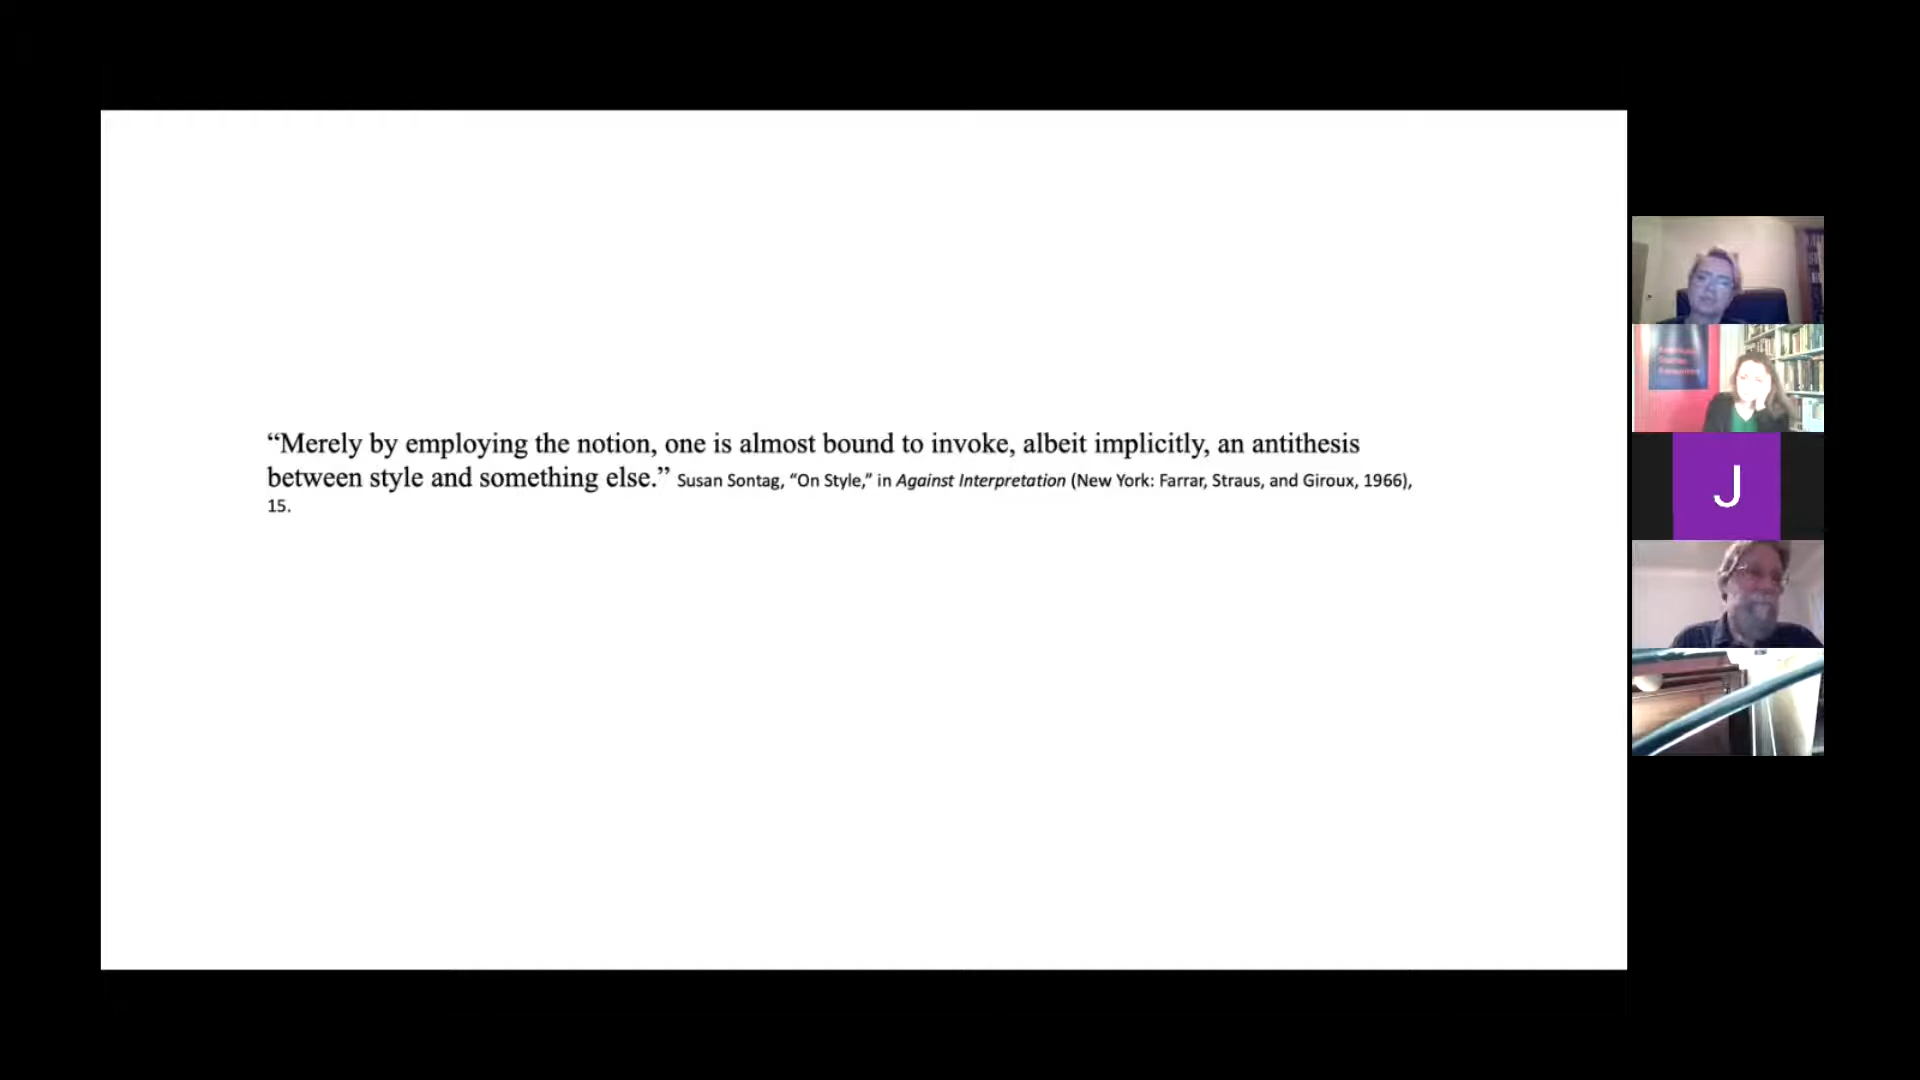 “Merely by employing the notion, one is almost bound to invoke, albeit implicitly, an antithesis
between style and something else.” Susan Sontag, “On Style,” in Against Interpretation (New York: Farrar, Straus, and Giroux, 1966),
15.
J